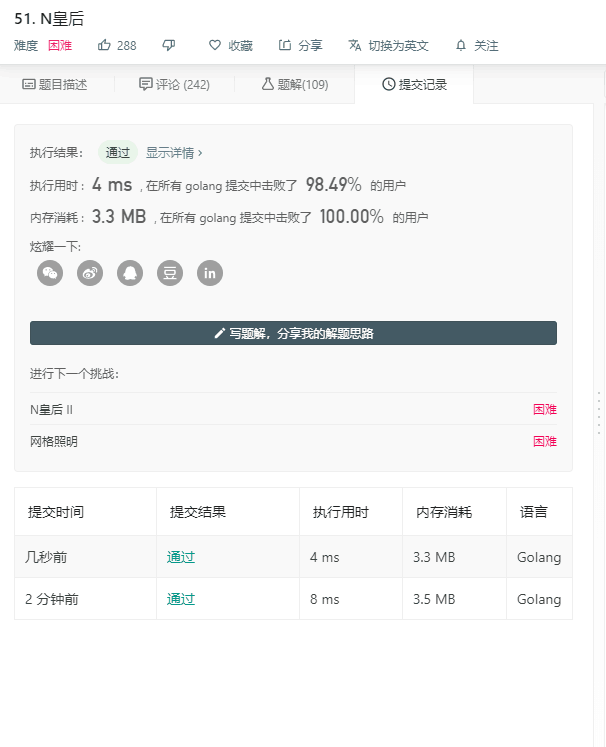 51. N皇后
难度 困难 288 收藏 分享 切换为英文 关注
题目描述 评论 (242) 题解(109) 提交记录
执行结果： 通过 显示详情 ›
执行用时 : 4 ms , 在所有 golang 提交中击败了 98.49% 的用户
内存消耗 : 3.3 MB , 在所有 golang 提交中击败了 100.00% 的用户
炫耀一下:
豆 in
写题解，分享我的解题思路
进行下一个挑战：
N皇后 II 困难
网格照明 困难
提交时间 提交结果 执行用时 内存消耗 语言
几秒前 通过 4 ms 3.3 MB Golang
2 分钟前 通过 8 ms 3.5 MB Golang